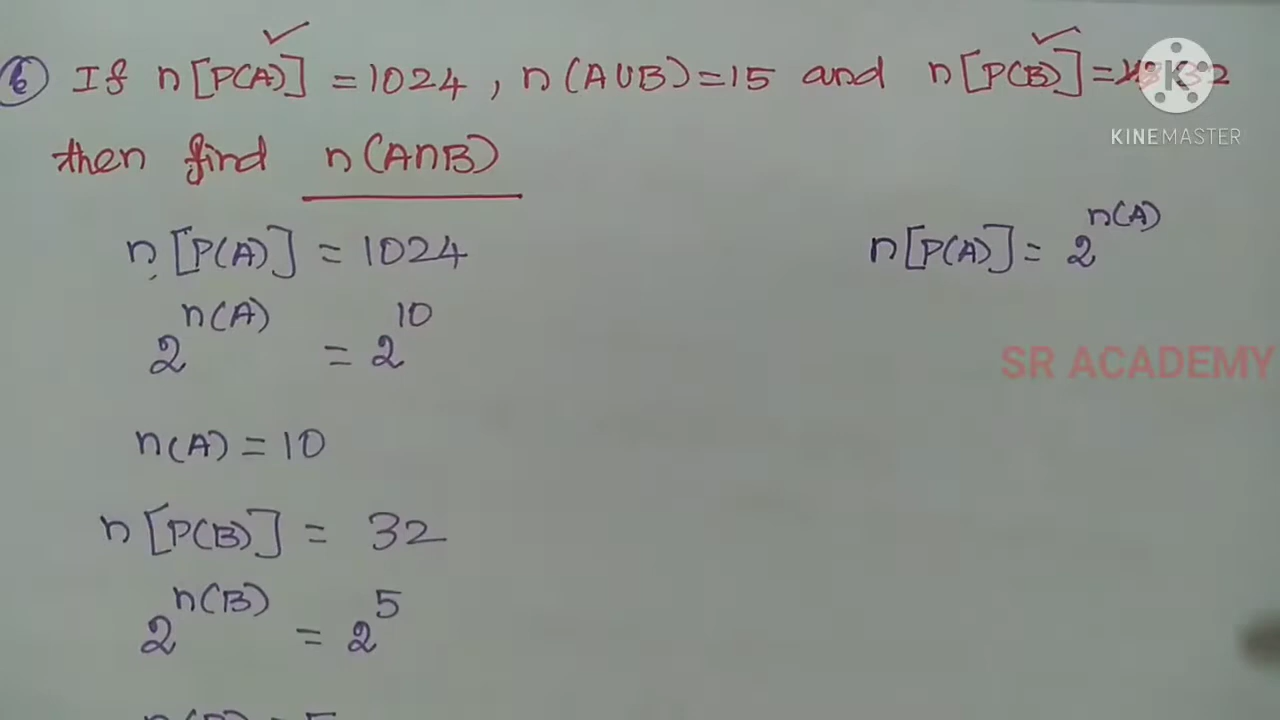 6 If n[P(A)] = 1024, n(A∪B) = 15 and n[P(B)] = 32
KINEMASTER
then find n(A∩B)
n[P(A)] = 1024
n[P(A)] = 2^n(A)
2^n(A) = 2^10
SR ACADEMY
n(A) = 10
n[P(B)] = 32
2^n(B) = 2^5